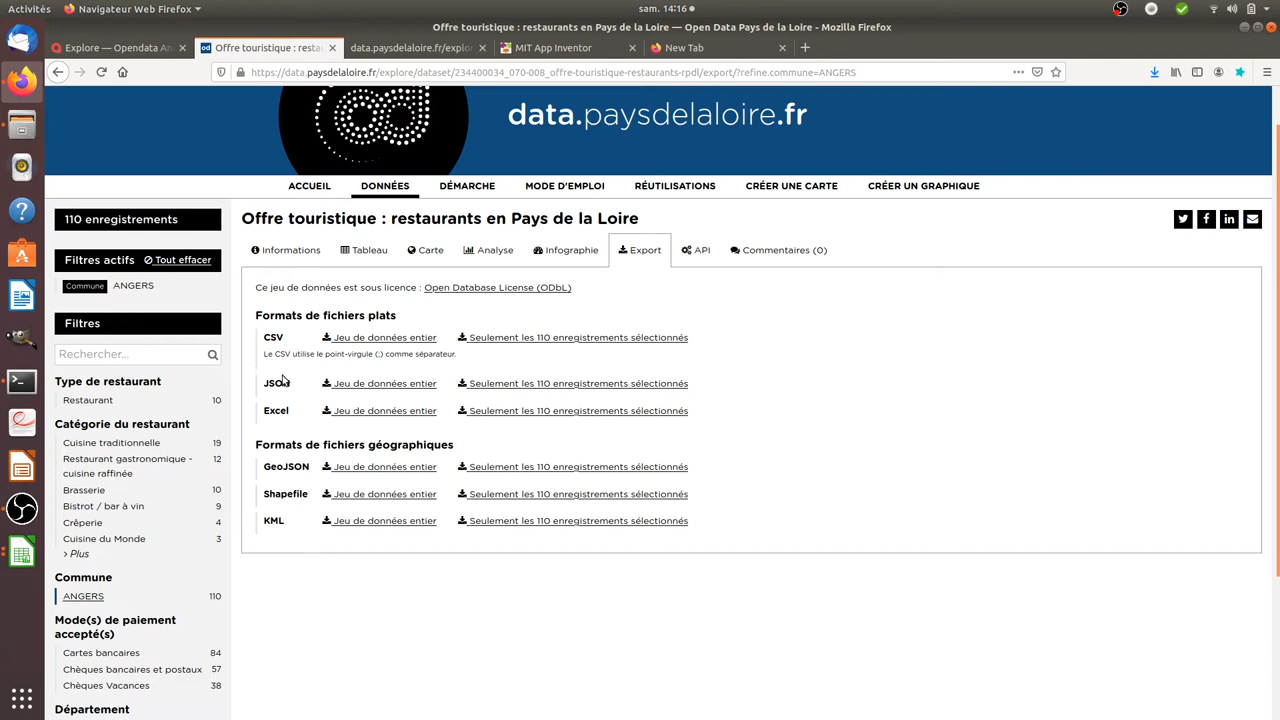 Activités
Navigateur Web Firefox
sam. 14:16
Offre touristique : restaurants en Pays de la Loire — Open Data Pays de la Loire - Mozilla Firefox
Explore — Opendata An
Offre touristique : resta
data.paysdelaloire.fr/explor
MIT App Inventor
New Tab
https://data.paysdelaloire.fr/explore/dataset/234400034_070-008_offre-touristique-restaurants-rpdl/export/?refine.commune=ANGERS
data.paysdelaloire.fr
ACCUEIL
DONNÉES
DÉMARCHE
MODE D'EMPLOI
RÉUTILISATIONS
CRÉER UNE CARTE
CRÉER UN GRAPHIQUE
110 enregistrements
Filtres actifs
Tout effacer
Commune ANGERS
Filtres
Rechercher...
Type de restaurant
Restaurant 10
Catégorie du restaurant
Cuisine traditionnelle 19
Restaurant gastronomique - 12
cuisine raffinée
Brasserie 10
Bistrot / bar à vin 9
Crêperie 4
Cuisine du Monde 3
> Plus
Commune
ANGERS 110
Mode(s) de paiement
accepté(s)
Cartes bancaires 84
Chèques bancaires et postaux 57
Chèques Vacances 38
Département
Offre touristique : restaurants en Pays de la Loire
Informations
Tableau
Carte
Analyse
Infographie
Export
API
Commentaires (0)
Ce jeu de données est sous licence : Open Database License (ODbL)
Formats de fichiers plats
CSV Jeu de données entier Seulement les 110 enregistrements sélectionnés
Le CSV utilise le point-virgule (;) comme séparateur.
JSON Jeu de données entier Seulement les 110 enregistrements sélectionnés
Excel Jeu de données entier Seulement les 110 enregistrements sélectionnés
Formats de fichiers géographiques
GeoJSON Jeu de données entier Seulement les 110 enregistrements sélectionnés
Shapefile Jeu de données entier Seulement les 110 enregistrements sélectionnés
KML Jeu de données entier Seulement les 110 enregistrements sélectionnés